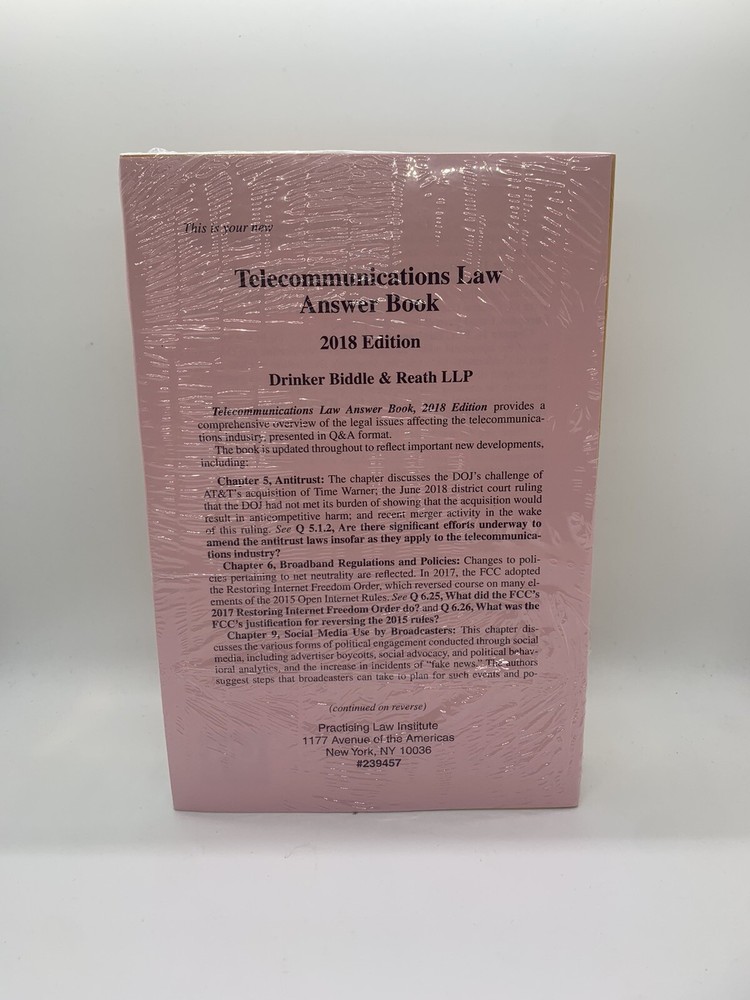 This is your new
Telecommunications Law
Answer Book
2018 Edition
Drinker Biddle & Reath LLP
Telecommunications Law Answer Book, 2018 Edition provides a
comprehensive overview of the legal issues affecting the telecommunica-
tions industry, presented in Q&A format.
The book is updated throughout to reflect important new developments,
including:
Chapter 5, Antitrust: The chapter discusses the DOJ's challenge of
AT&T's acquisition of Time Warner; the June 2018 district court ruling
that the DOJ had not met its burden of showing that the acquisition would
result in anticompetitive harm; and recent merger activity in the wake
of this ruling. See Q 5.1.2, Are there significant efforts underway to
amend the antitrust laws insofar as they apply to the telecommunica-
tions industry?
Chapter 6, Broadband Regulations and Policies: Changes to poli-
cies pertaining to net neutrality are reflected. In 2017, the FCC adopted
the Restoring Internet Freedom Order, which reversed course on many el-
ements of the 2015 Open Internet Rules. See Q 6.25, What did the FCC's
2017 Restoring Internet Freedom Order do? and Q 6.26, What was the
FCC's justification for reversing the 2015 rules?
Chapter 9, Social Media Use by Broadcasters: This chapter dis-
cusses the various forms of political engagement conducted through social
media, including advertiser boycotts, social advocacy, and political behav-
ioral analytics, and the increase in incidents of "fake news." The authors
suggest steps that broadcasters can take to plan for such events and po-
(continued on reverse)
Practising Law Institute
1177 Avenue of the Americas
New York, NY 10036
#239457